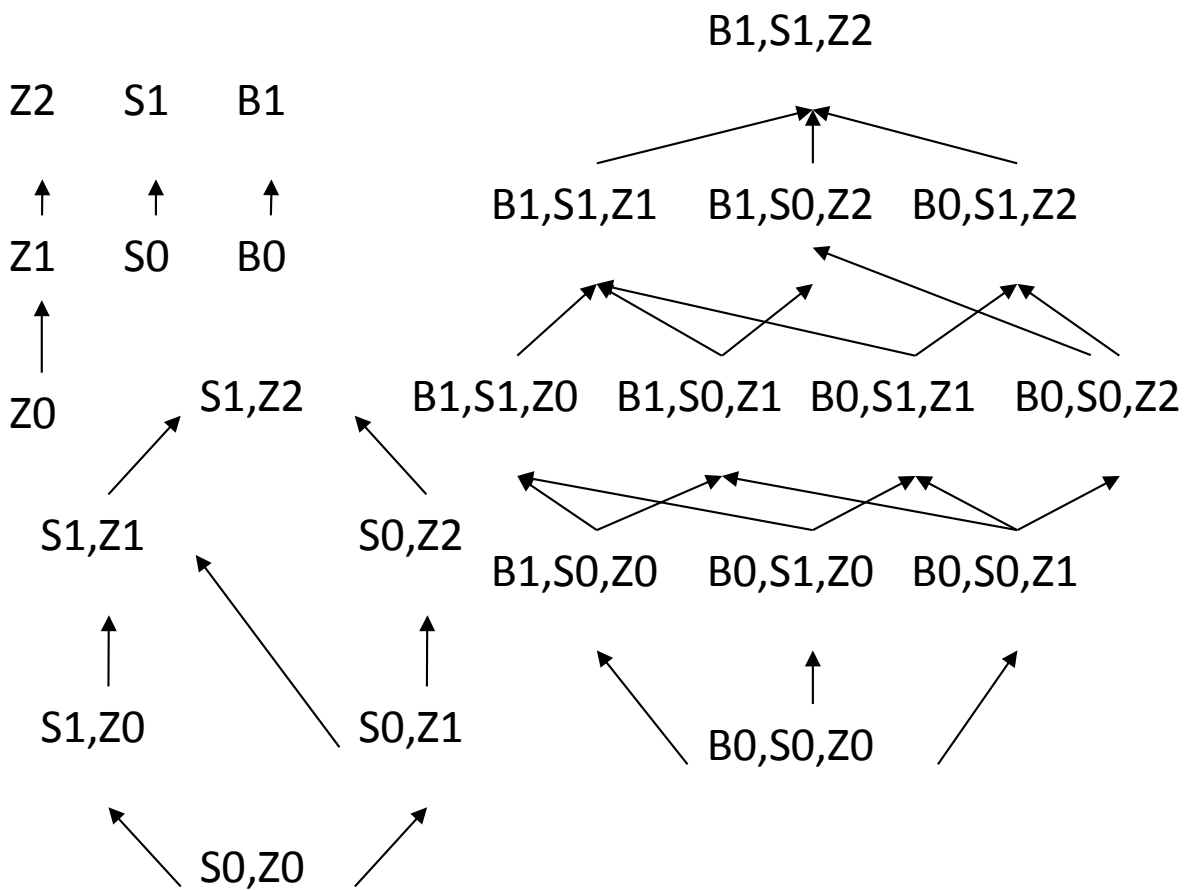 Z2 S1 B1
Z1 S0 B0
Z0
S1,Z2
S1,Z1 S0,Z2
S1,Z0 S0,Z1
S0,Z0
B1,S1,Z2
B1,S1,Z1 B1,S0,Z2 B0,S1,Z2
B1,S1,Z0 B1,S0,Z1 B0,S1,Z1 B0,S0,Z2
B1,S0,Z0 B0,S1,Z0 B0,S0,Z1
B0,S0,Z0